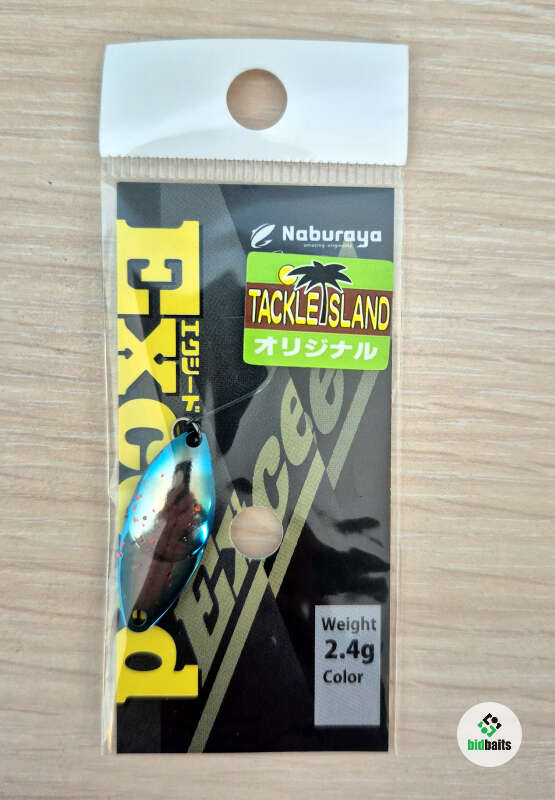 Naburaya
TACKLE ISLAND
オリジナル
Exceed
エクシード
Exceed
Weight
2.4g
Color
bidbaits